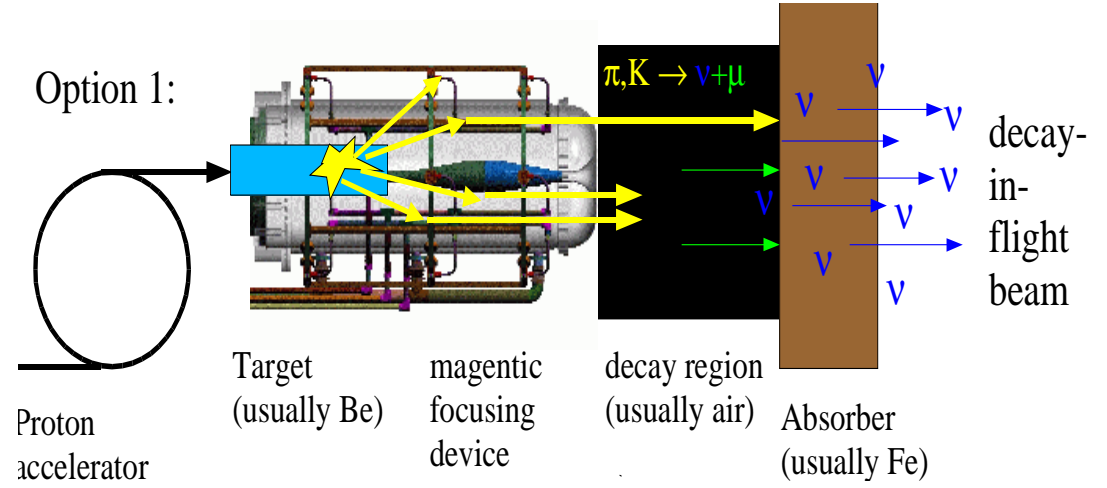 Option 1:
π,K → ν+μ
ν
ν
ν
ν
ν
ν
ν
ν
ν
ν
decay-
in-
flight
beam
Target
(usually Be)
magentic
focusing
device
decay region
(usually air)
Absorber
(usually Fe)
Proton
accelerator